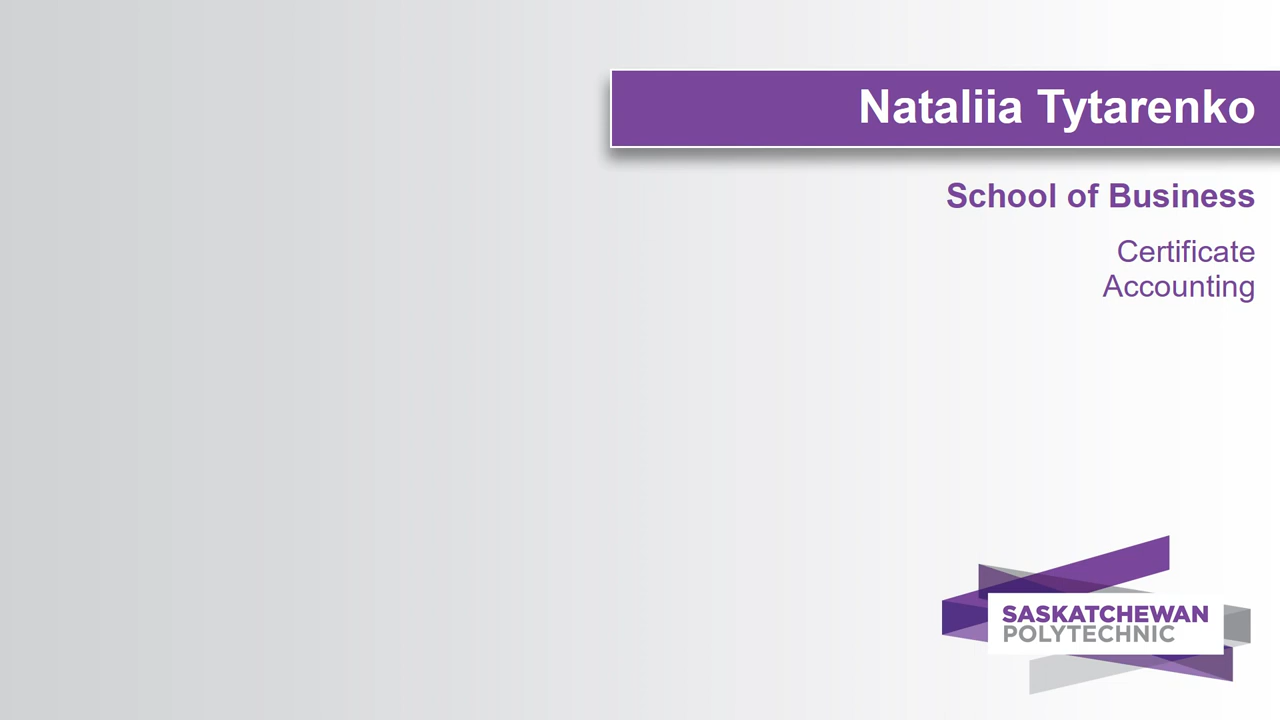 Nataliia Tytarenko
School of Business
Certificate
Accounting
SASKATCHEWAN
POLYTECHNIC